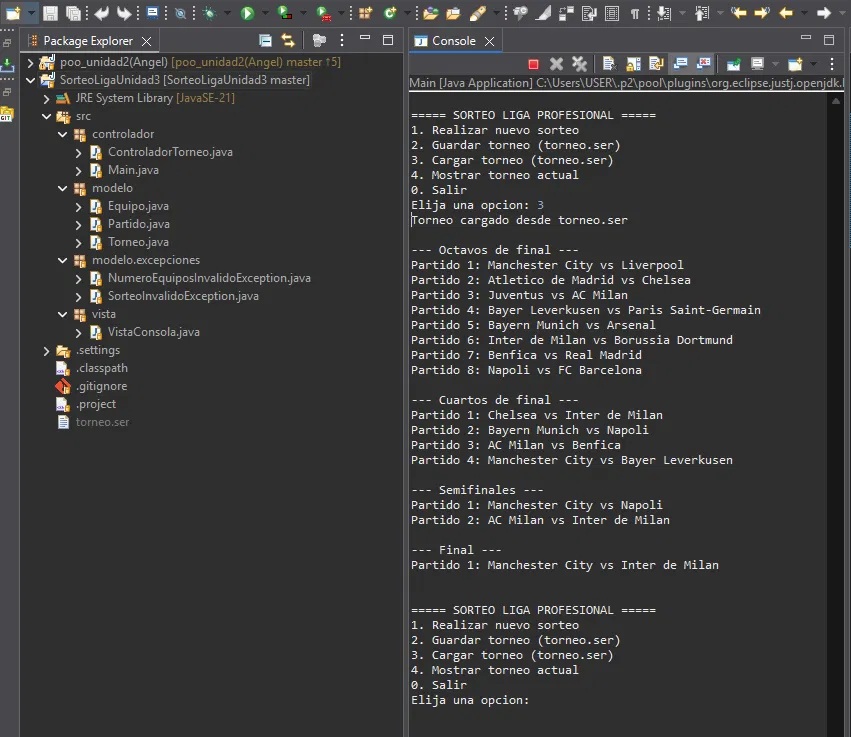 Package Explorer
poo_unidad2(Angel) [poo_unidad2(Angel) master ↑5]
SorteoLigaUnidad3 [SorteoLigaUnidad3 master]
JRE System Library [JavaSE-21]
src
controlador
ControladorTorneo.java
Main.java
modelo
Equipo.java
Partido.java
Torneo.java
modelo.excepciones
NumeroEquiposInvalidoException.java
SorteoInvalidoException.java
vista
VistaConsola.java
.settings
.classpath
.gitignore
.project
torneo.ser
GIT
Console
Main [Java Application] C:\Users\USER\.p2\pool\plugins\org.eclipse.justj.openjdk.
===== SORTEO LIGA PROFESIONAL =====
1. Realizar nuevo sorteo
2. Guardar torneo (torneo.ser)
3. Cargar torneo (torneo.ser)
4. Mostrar torneo actual
0. Salir
Elija una opcion: 3
Torneo cargado desde torneo.ser
--- Octavos de final ---
Partido 1: Manchester City vs Liverpool
Partido 2: Atletico de Madrid vs Chelsea
Partido 3: Juventus vs AC Milan
Partido 4: Bayer Leverkusen vs Paris Saint-Germain
Partido 5: Bayern Munich vs Arsenal
Partido 6: Inter de Milan vs Borussia Dortmund
Partido 7: Benfica vs Real Madrid
Partido 8: Napoli vs FC Barcelona
--- Cuartos de final ---
Partido 1: Chelsea vs Inter de Milan
Partido 2: Bayern Munich vs Napoli
Partido 3: AC Milan vs Benfica
Partido 4: Manchester City vs Bayer Leverkusen
--- Semifinales ---
Partido 1: Manchester City vs Napoli
Partido 2: AC Milan vs Inter de Milan
--- Final ---
Partido 1: Manchester City vs Inter de Milan
===== SORTEO LIGA PROFESIONAL =====
1. Realizar nuevo sorteo
2. Guardar torneo (torneo.ser)
3. Cargar torneo (torneo.ser)
4. Mostrar torneo actual
0. Salir
Elija una opcion: